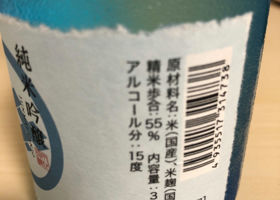 純米吟醸
原材料名:米(国産)、米麹(国
精米歩合:55% 内容量:3
アルコール分:15度
4935517314738